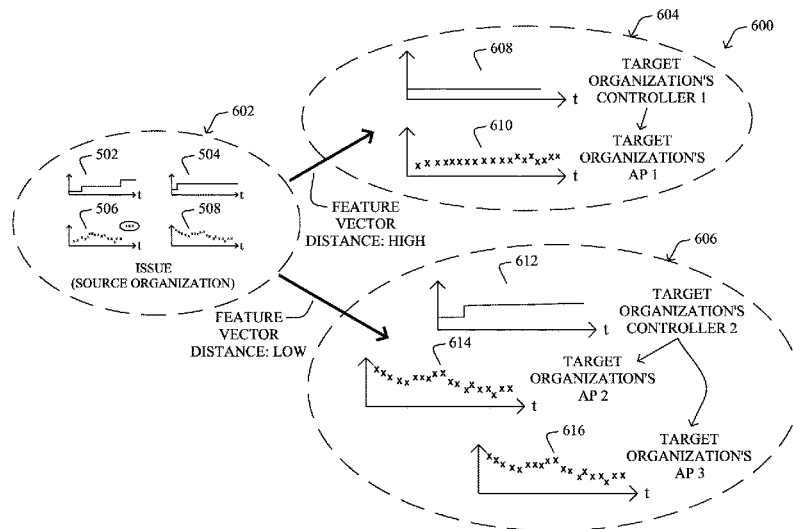 604
600
608
t
TARGET
ORGANIZATION'S
CONTROLLER 1
610
t
TARGET
ORGANIZATION'S
AP 1
602
502
t
504
t
506
t
508
t
ISSUE
(SOURCE ORGANIZATION)
FEATURE
VECTOR
DISTANCE: HIGH
FEATURE
VECTOR
DISTANCE: LOW
606
612
t
TARGET
ORGANIZATION'S
CONTROLLER 2
614
t
TARGET
ORGANIZATION'S
AP 2
616
t
TARGET
ORGANIZATION'S
AP 3